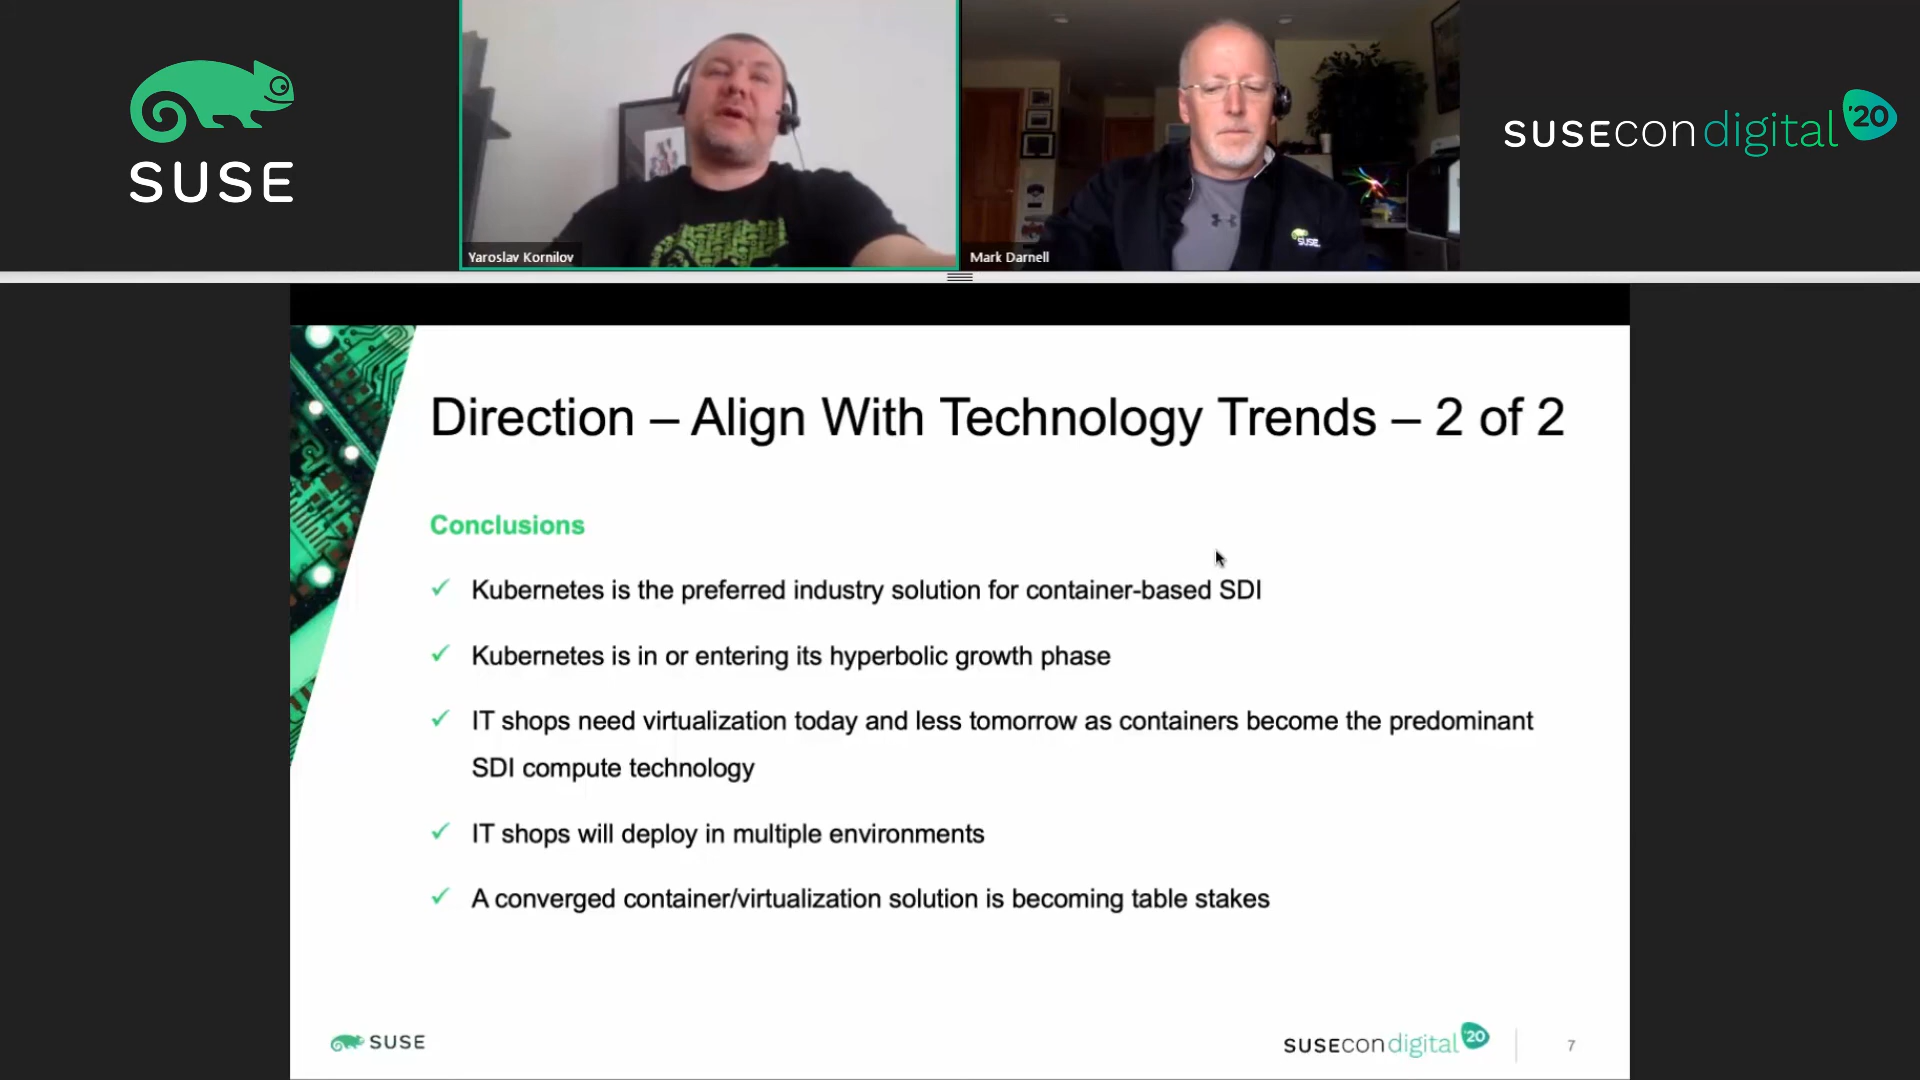 SUSE
Yaroslav Kornilov
Mark Darnell
SUSE
SUSEcon digital '20
Direction – Align With Technology Trends – 2 of 2
Conclusions
✓ Kubernetes is the preferred industry solution for container-based SDI
✓ Kubernetes is in or entering its hyperbolic growth phase
✓ IT shops need virtualization today and less tomorrow as containers become the predominant
SDI compute technology
✓ IT shops will deploy in multiple environments
✓ A converged container/virtualization solution is becoming table stakes
SUSE
SUSEcon digital '20
7